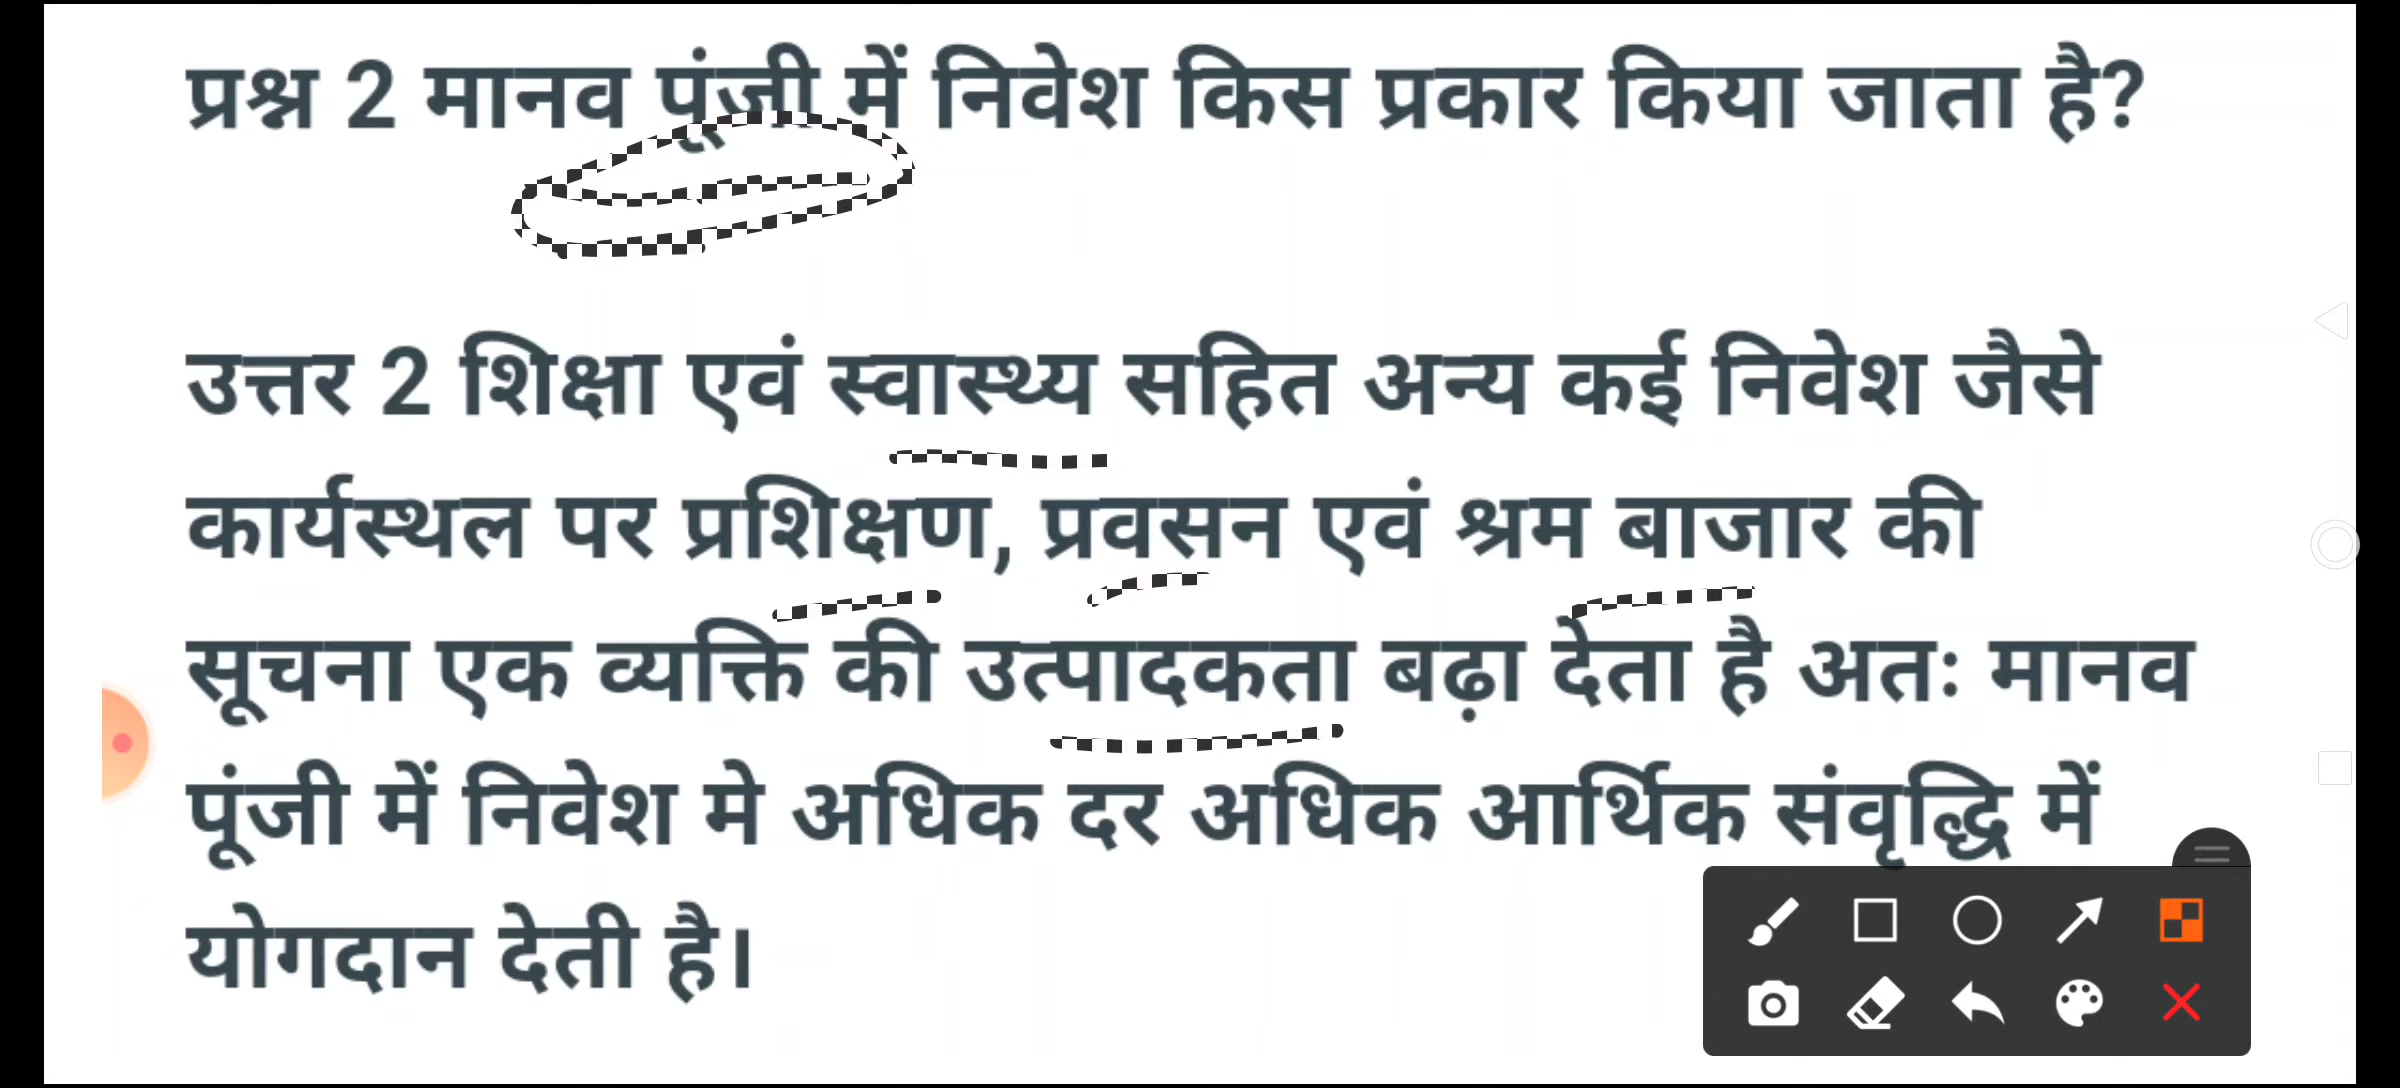 प्रश्न 2 मानव पूंजी में निवेश किस प्रकार किया जाता है?
उत्तर 2 शिक्षा एवं स्वास्थ्य सहित अन्य कई निवेश जैसे
कार्यस्थल पर प्रशिक्षण, प्रवसन एवं श्रम बाजार की
सूचना एक व्यक्ति की उत्पादकता बढ़ा देता है अतः मानव
पूंजी में निवेश मे अधिक दर अधिक आर्थिक संवृद्धि में
योगदान देती है।